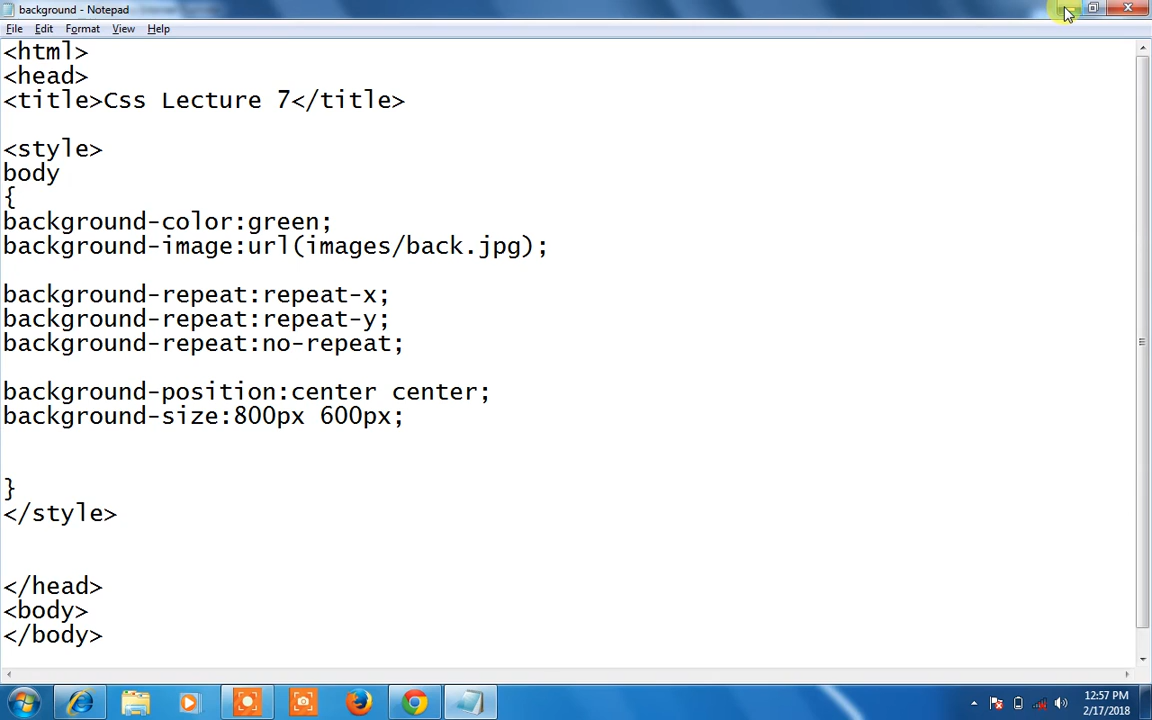 background - Notepad
File Edit Format View Help
<html>
<head>
<title>Css Lecture 7</title>
<style>
body
{
background-color:green;
background-image:url(images/back.jpg);
background-repeat:repeat-x;
background-repeat:repeat-y;
background-repeat:no-repeat;
background-position:center center;
background-size:800px 600px;
}
</style>
</head>
<body>
</body>
12:57 PM
2/17/2018